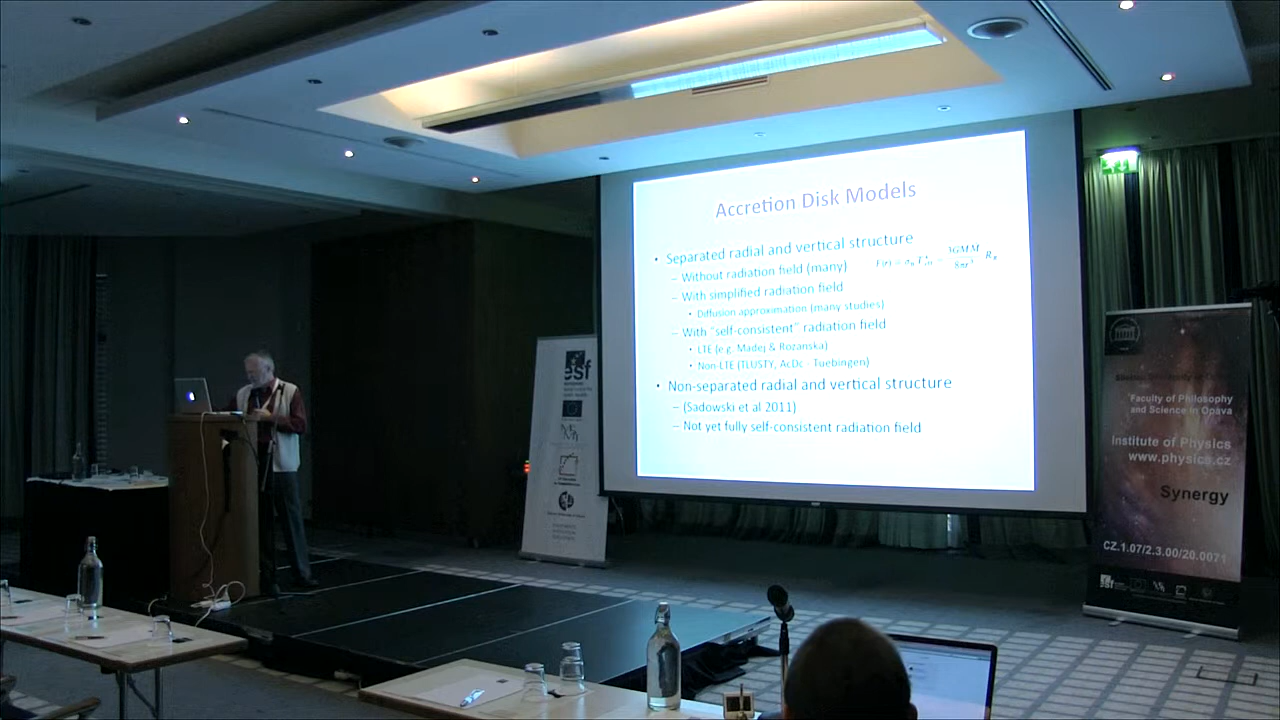 Accretion Disk Models
• Separated radial and vertical structure
– Without radiation field (many)
– With simplified radiation field
• Diffusion approximation (many studies)
– With "self-consistent" radiation field
• LTE (e.g. Madej & Rozanska)
• Non-LTE (TLUSTY, AcDc - Tuebingen)
• Non-separated radial and vertical structure
– (Sadowski et al 2011)
– Not yet fully self-consistent radiation field
esf
Faculty of Philosophy
and Science in Opava
Institute of Physics
www.physics.cz
Synergy
CZ.1.07/2.3.00/20.0071
esf